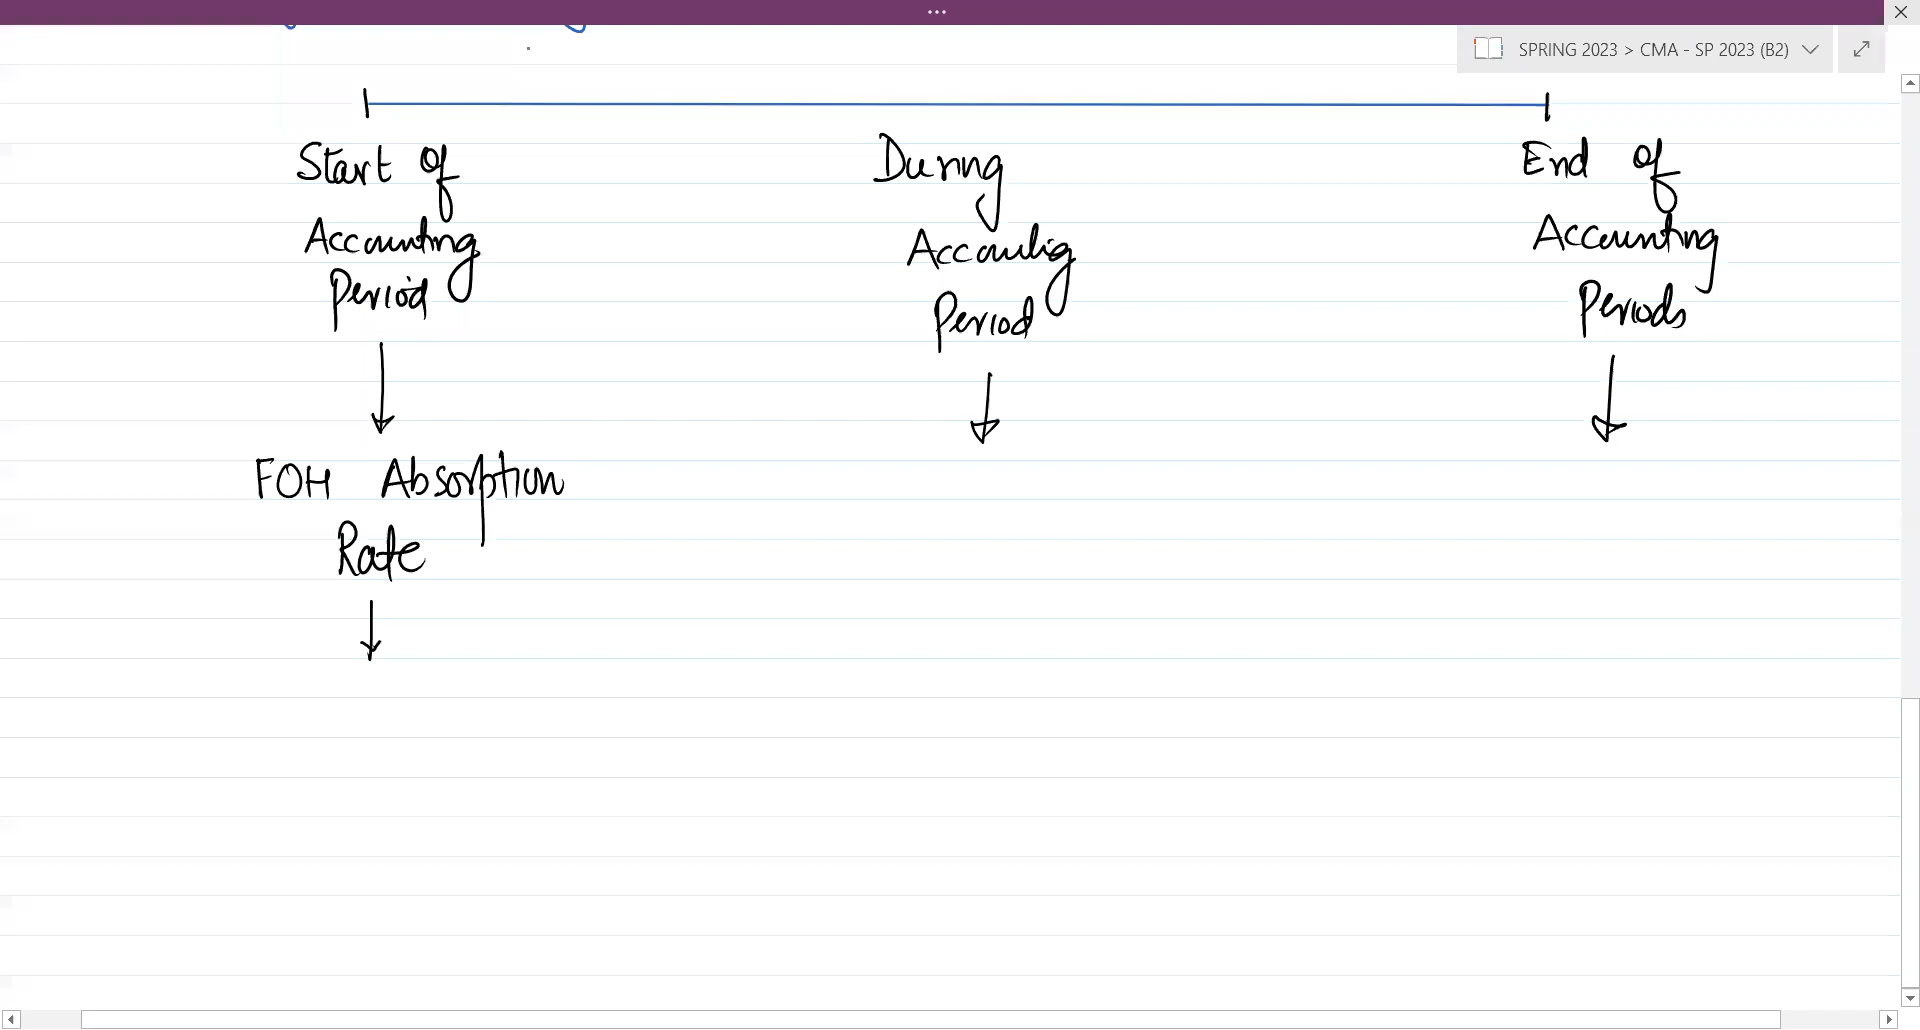 SPRING 2023 > CMA - SP 2023 (B2)
Start of
Accounting
Period
During
Accounting
Period
End of
Accounting
Periods
FOH Absorption
Rate